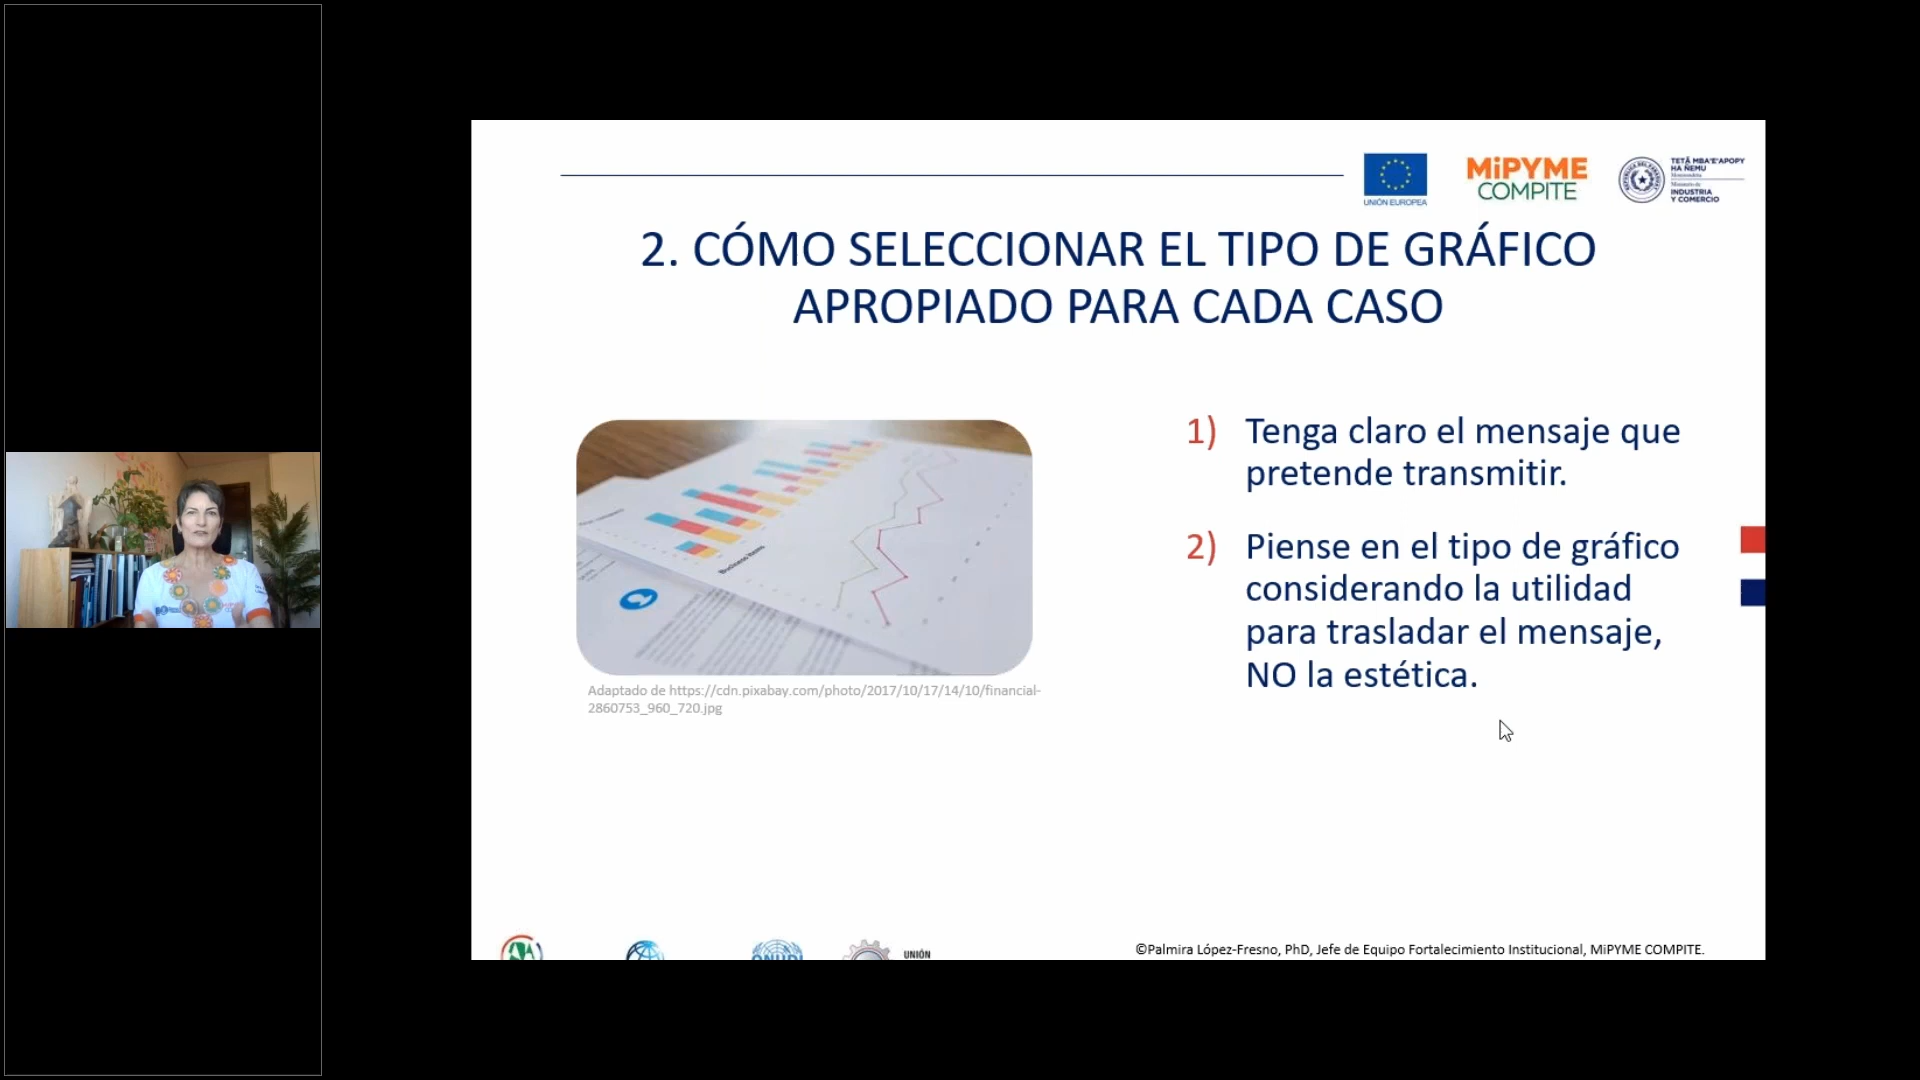 UNIÓN EUROPEA
MiPYME
COMPITE
TETÃ MBA'E'APOPY
HA ÑEMU
INDUSTRIA
Y COMERCIO
2. CÓMO SELECCIONAR EL TIPO DE GRÁFICO
APROPIADO PARA CADA CASO
1) Tenga claro el mensaje que
pretende transmitir.
2) Piense en el tipo de gráfico
considerando la utilidad
para trasladar el mensaje,
NO la estética.
Business Items
Adaptado de https://cdn.pixabay.com/photo/2017/10/17/14/10/financial-
2860753_960_720.jpg
UNIÓN
©Palmira López-Fresno, PhD, Jefe de Equipo Fortalecimiento Institucional, MiPYME COMPITE.